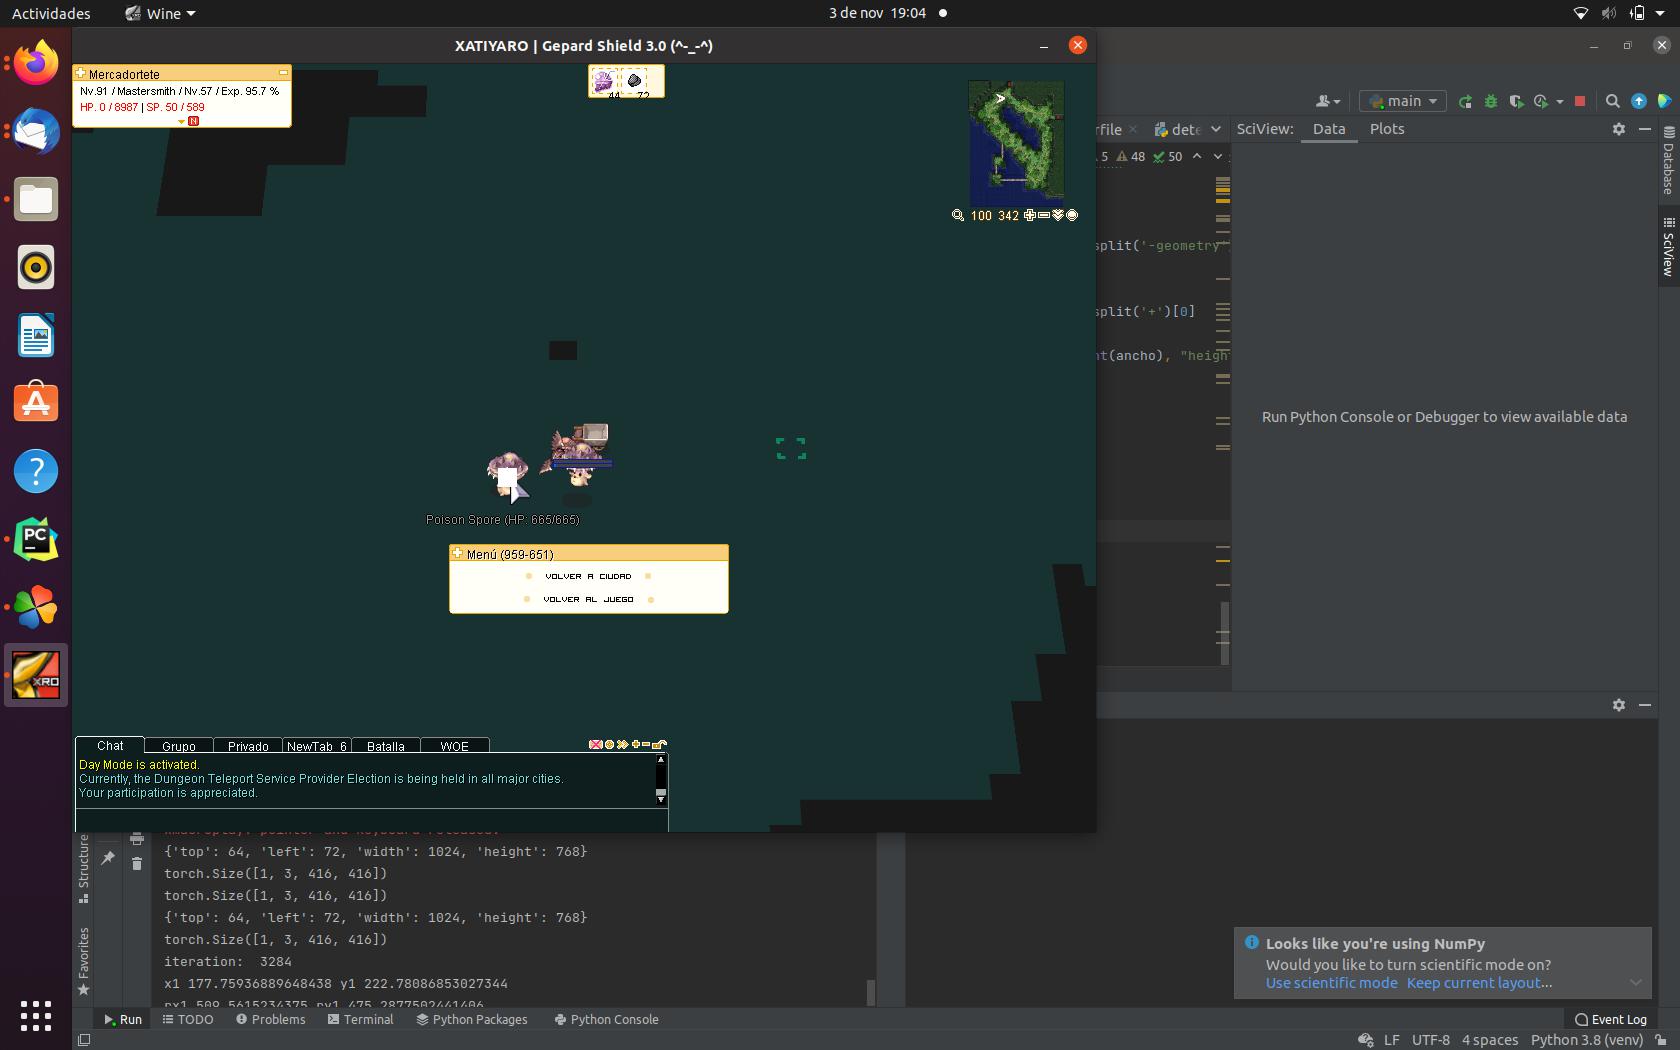 Actividades
Wine
3 de nov 19:04
XATIYARO | Gepard Shield 3.0 (^-_-^)
Mercadortete
Nv.91 / Mastersmith / Nv.57 / Exp. 95.7 %
HP. 0 / 8987 | SP. 50 / 589
N
44 72
100 342
main
rfile
dete
SciView:
Data
Plots
5 48 50
split('-geometry'
split('+')[0]
nt(ancho), "heigh
Run Python Console or Debugger to view available data
Database
SciView
Poison Spore (HP: 665/665)
Menú (959-651)
VOLVER A CIUDAD
VOLVER AL JUEGO
PC
XRO
Chat
Grupo
Privado
NewTab_6
Batalla
WOE
Day Mode is activated.
Currently, the Dungeon Teleport Service Provider Election is being held in all major cities.
Your participation is appreciated.
{'top': 64, 'left': 72, 'width': 1024, 'height': 768}
torch.Size([1, 3, 416, 416])
torch.Size([1, 3, 416, 416])
{'top': 64, 'left': 72, 'width': 1024, 'height': 768}
torch.Size([1, 3, 416, 416])
iteration: 3284
x1 177.75936889648438 y1 222.78086853027344
Structure
Favorites
Looks like you're using NumPy
Would you like to turn scientific mode on?
Use scientific mode Keep current layout...
Run
TODO
Problems
Terminal
Python Packages
Python Console
Event Log
LF UTF-8 4 spaces Python 3.8 (venv)